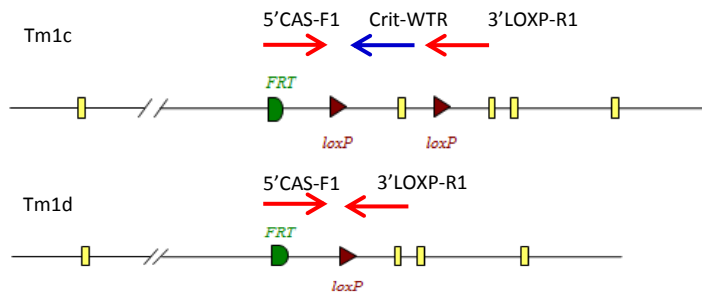 5'CAS-F1 Crit-WTR 3'LOXP-R1
Tm1c
FRT
loxP loxP
5'CAS-F1 3'LOXP-R1
Tm1d
FRT
loxP